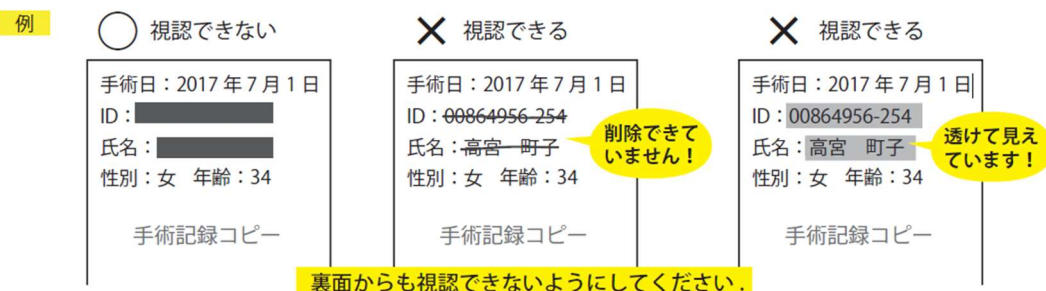 例
◯ 視認できない
✕ 視認できる
✕ 視認できる
手術日：2017年7月1日
ID：
氏名：
性別：女 年齢：34
手術記録コピー
手術日：2017年7月1日
ID：00864956-254
氏名：高宮 町子
性別：女 年齢：34
手術記録コピー
削除できて
いません！
手術日：2017年7月1日
ID：00864956-254
氏名：高宮 町子
性別：女 年齢：34
手術記録コピー
透けて見え
ています！
裏面からも視認できないようにしてください．